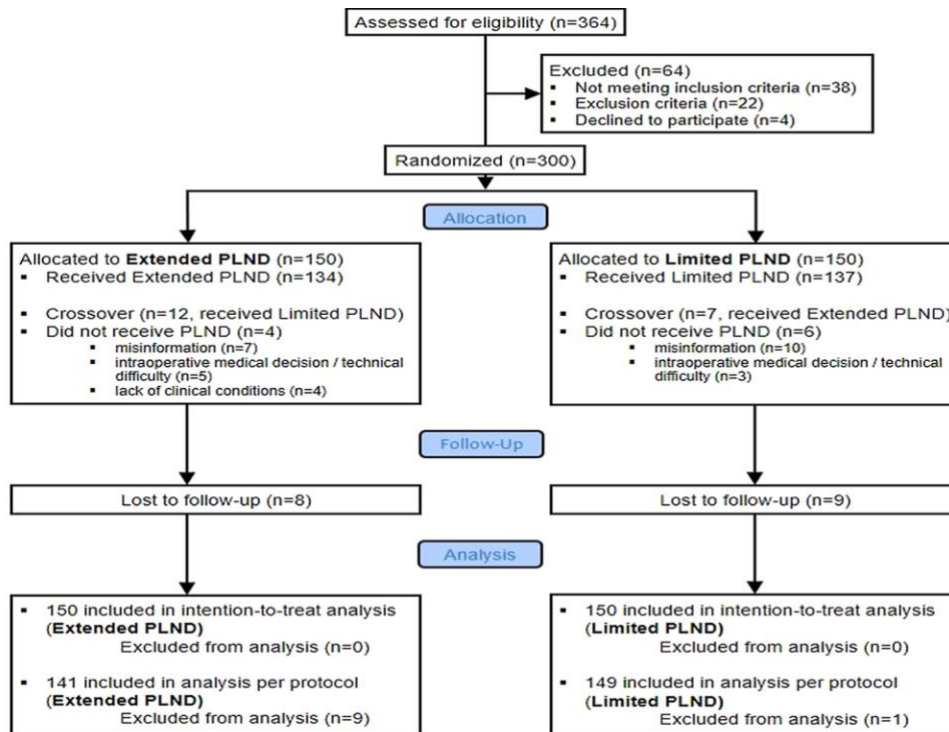 Assessed for eligibility (n=364)
Excluded (n=64)
▪ Not meeting inclusion criteria (n=38)
▪ Exclusion criteria (n=22)
▪ Declined to participate (n=4)
Randomized (n=300)
Allocation
Allocated to Extended PLND (n=150)
▪ Received Extended PLND (n=134)
▪ Crossover (n=12, received Limited PLND)
▪ Did not receive PLND (n=4)
▪ misinformation (n=7)
▪ intraoperative medical decision / technical
difficulty (n=5)
▪ lack of clinical conditions (n=4)
Allocated to Limited PLND (n=150)
▪ Received Limited PLND (n=137)
▪ Crossover (n=7, received Extended PLND)
▪ Did not receive PLND (n=6)
▪ misinformation (n=10)
▪ intraoperative medical decision / technical
difficulty (n=3)
Follow-Up
Lost to follow-up (n=8)
Lost to follow-up (n=9)
Analysis
▪ 150 included in intention-to-treat analysis
(Extended PLND)
Excluded from analysis (n=0)
▪ 141 included in analysis per protocol
(Extended PLND)
Excluded from analysis (n=9)
▪ 150 included in intention-to-treat analysis
(Limited PLND)
Excluded from analysis (n=0)
▪ 149 included in analysis per protocol
(Limited PLND)
Excluded from analysis (n=1)